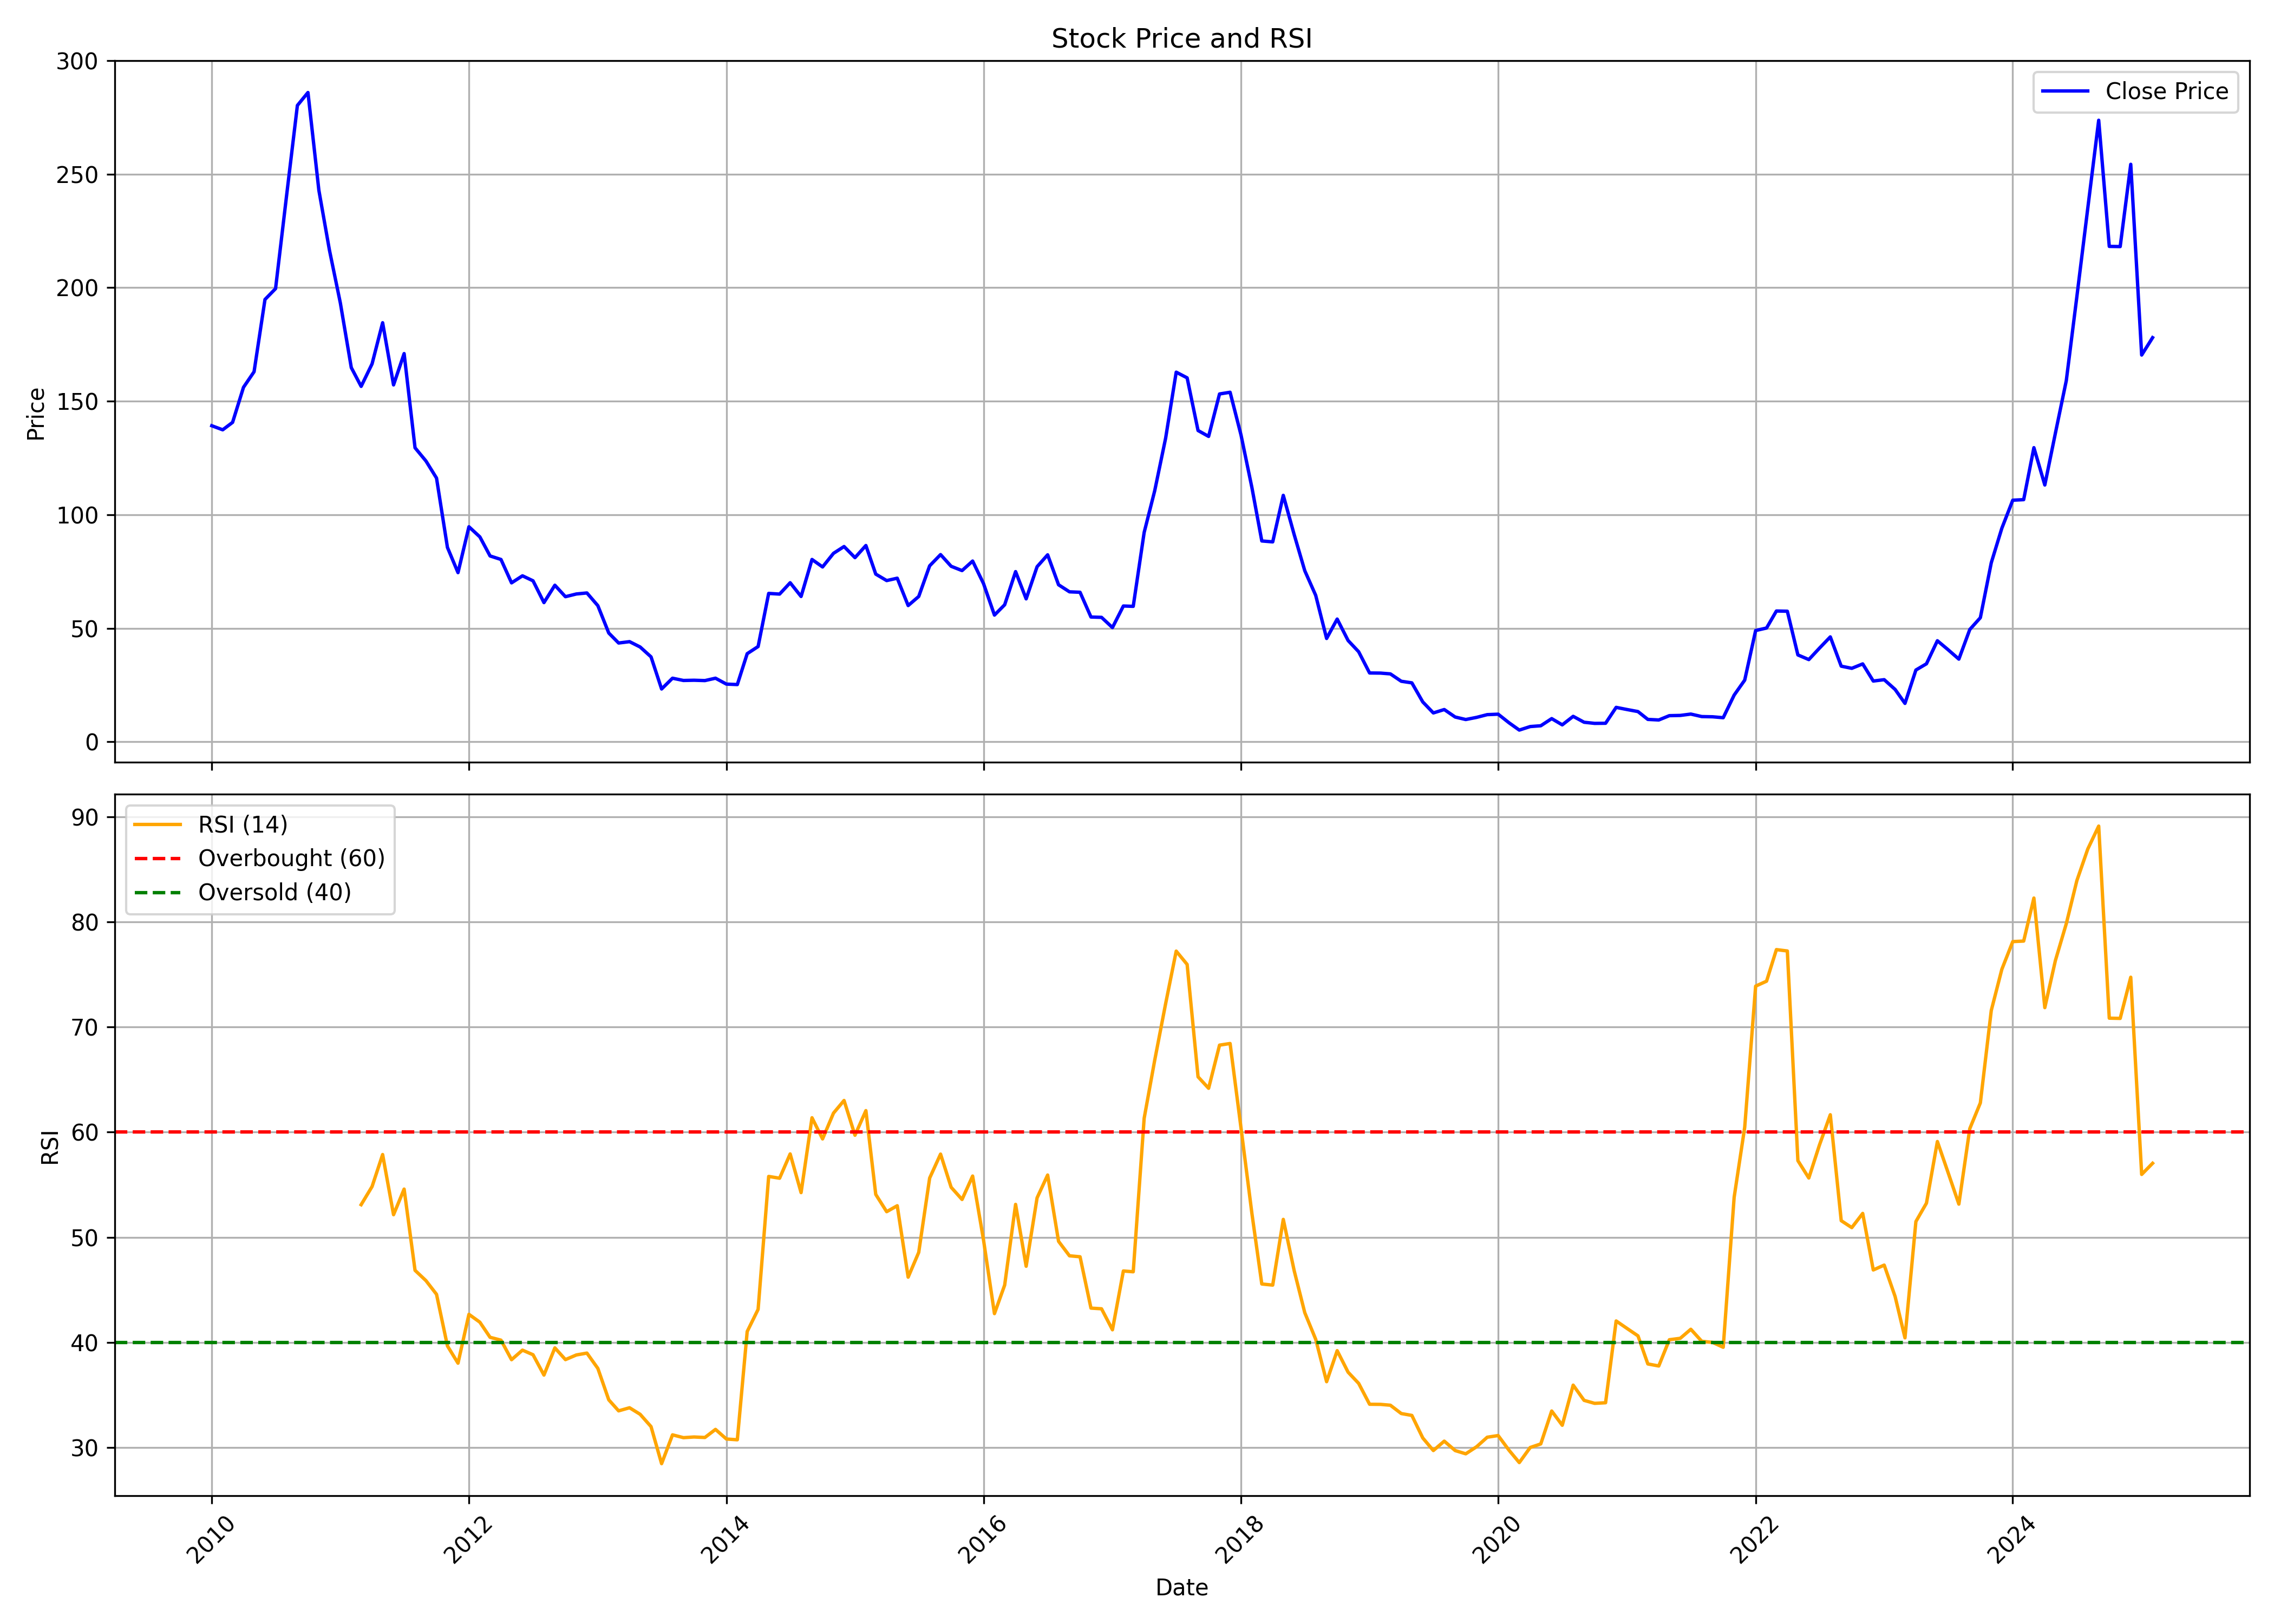 Stock Price and RSI
Close Price
Price
300
250
200
150
100
50
0
RSI (14)
Overbought (60)
Oversold (40)
RSI
90
80
70
60
50
40
30
2010
2012
2014
2016
2018
2020
2022
2024
Date